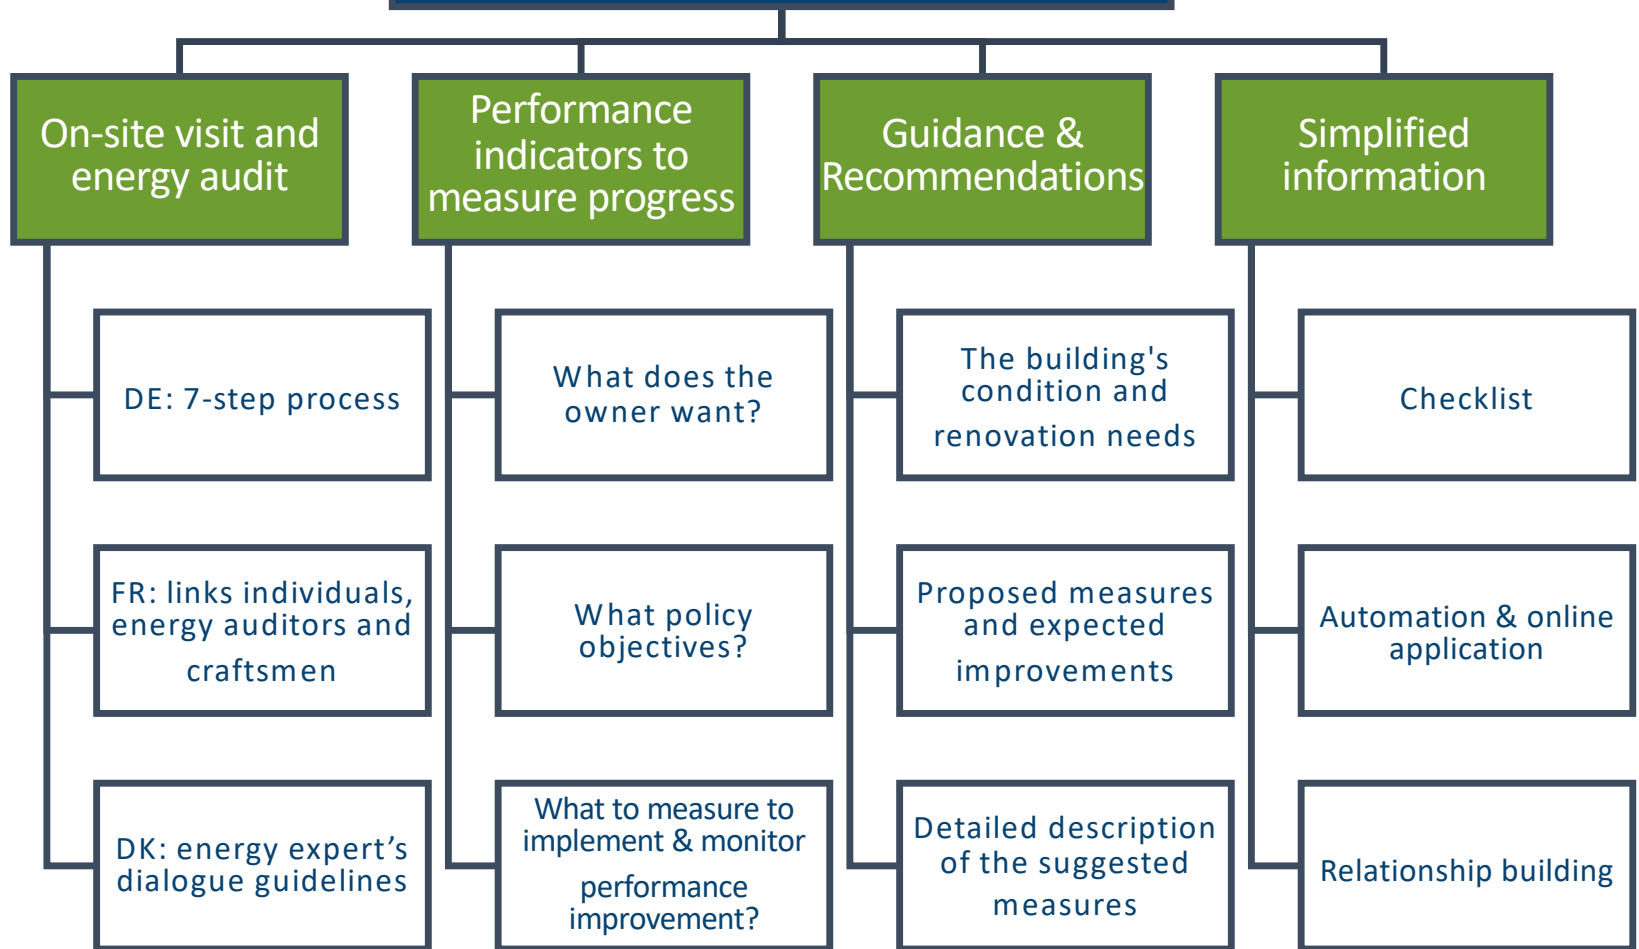 On-site visit and
energy audit
Performance
indicators to
measure progress
Guidance &
Recommendations
Simplified
information
DE: 7-step process
What does the
owner want?
The building's
condition and
renovation needs
Checklist
FR: links individuals,
energy auditors and
craftsmen
What policy
objectives?
Proposed measures
and expected
improvements
Automation & online
application
DK: energy expert’s
dialogue guidelines
What to measure to
implement & monitor
performance
improvement?
Detailed description
of the suggested
measures
Relationship building